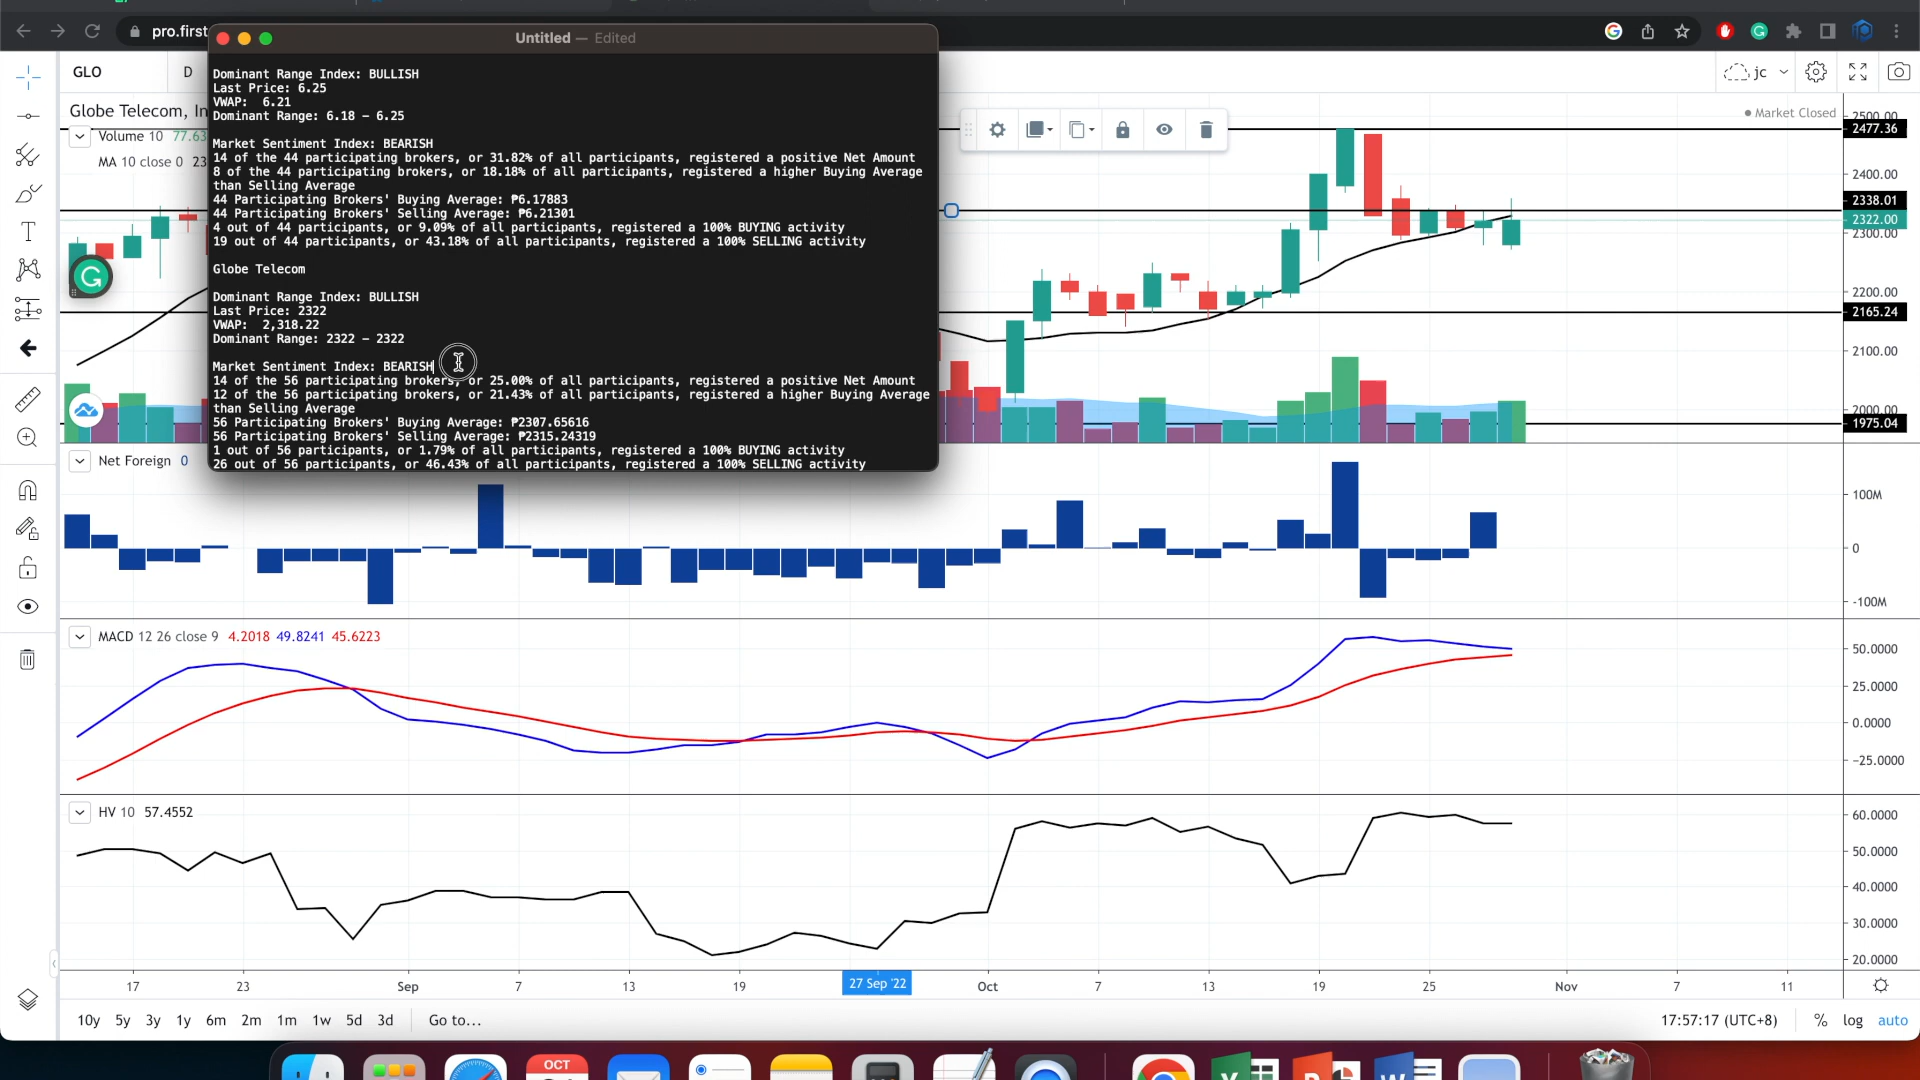 pro.first
Untitled — Edited
GLO
D
jc
Globe Telecom, In
Market Closed
Volume 10 77.63
MA 10 close 0 23
Dominant Range Index: BULLISH
Last Price: 6.25
VWAP:  6.21
Dominant Range: 6.18 – 6.25
Market Sentiment Index: BEARISH
14 of the 44 participating brokers, or 31.82% of all participants, registered a positive Net Amount
8 of the 44 participating brokers, or 18.18% of all participants, registered a higher Buying Average
than Selling Average
44 Participating Brokers' Buying Average: ₱6.17883
44 Participating Brokers' Selling Average: ₱6.21301
4 out of 44 participants, or 9.09% of all participants, registered a 100% BUYING activity
19 out of 44 participants, or 43.18% of all participants, registered a 100% SELLING activity
Globe Telecom
Dominant Range Index: BULLISH
Last Price: 2322
VWAP:  2,318.22
Dominant Range: 2322 – 2322
Market Sentiment Index: BEARISH
14 of the 56 participating brokers, or 25.00% of all participants, registered a positive Net Amount
12 of the 56 participating brokers, or 21.43% of all participants, registered a higher Buying Average
than Selling Average
56 Participating Brokers' Buying Average: ₱2307.65616
56 Participating Brokers' Selling Average: ₱2315.24319
1 out of 56 participants, or 1.79% of all participants, registered a 100% BUYING activity
26 out of 56 participants, or 46.43% of all participants, registered a 100% SELLING activity
2500.00
2477.36
2400.00
2338.01
2322.00
2300.00
2200.00
2165.24
2100.00
2000.00
1975.04
Net Foreign 0
100M
0
-100M
MACD 12 26 close 9 4.2018 49.8241 45.6223
50.0000
25.0000
0.0000
-25.0000
HV 10 57.4552
60.0000
50.0000
40.0000
30.0000
20.0000
17 23 Sep 7 13 19 27 Sep '22 Oct 7 13 19 25 Nov 7 11
10y 5y 3y 1y 6m 2m 1m 1w 5d 3d Go to...
17:57:17 (UTC+8) % log auto
OCT